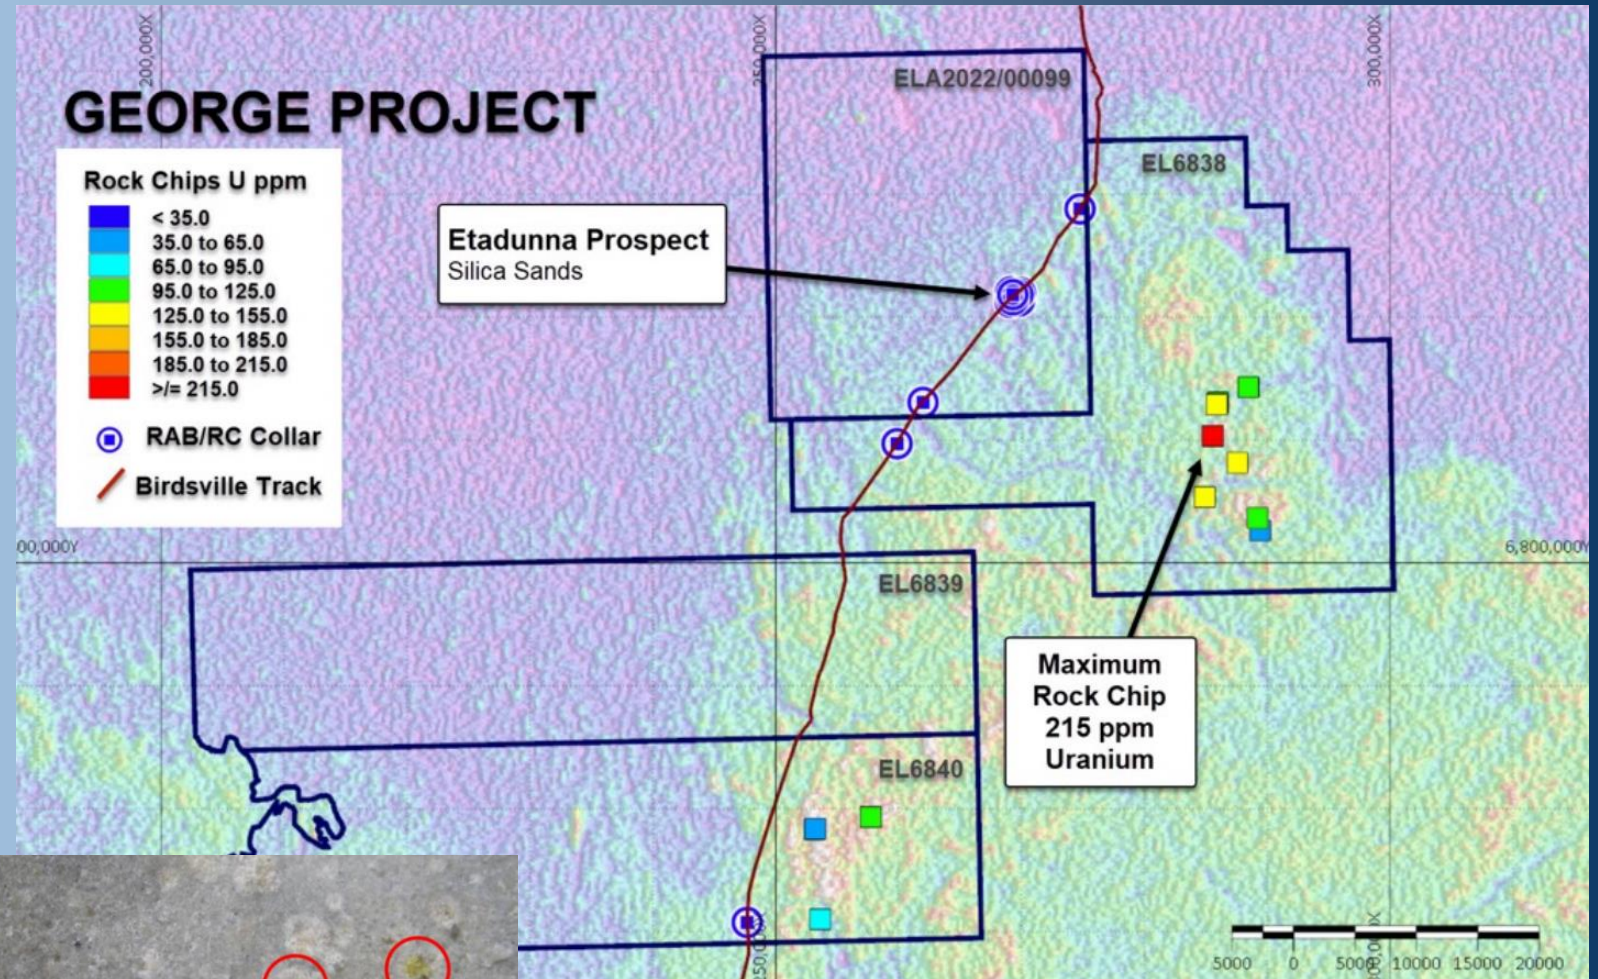 200,000X
250,000X
300,000X
GEORGE PROJECT
ELA2022/00099
EL6838
Rock Chips U ppm
< 35.0
35.0 to 65.0
65.0 to 95.0
95.0 to 125.0
125.0 to 155.0
155.0 to 185.0
185.0 to 215.0
>/= 215.0
RAB/RC Collar
Birdsville Track
Etadunna Prospect
Silica Sands
00,000Y
6,800,000Y
EL6839
Maximum
Rock Chip
215 ppm
Uranium
EL6840
5000 0 5000 10000 15000 20000